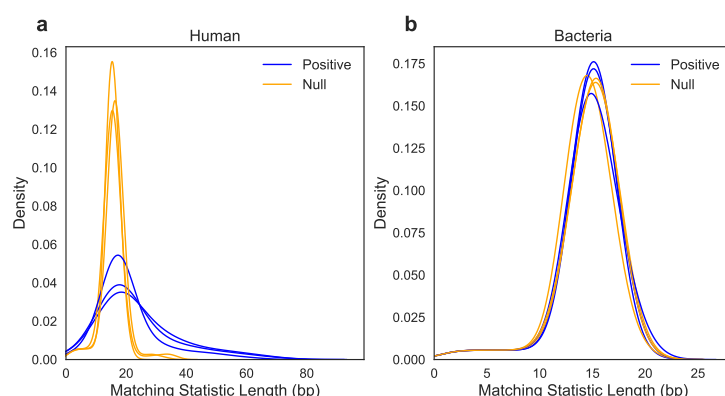 a
Human
0.16
0.14
0.12
0.10
0.08
0.06
0.04
0.02
0.00
Density
0 20 40 60 80
Matching Statistic Length (bp)
Positive
Null
b
Bacteria
0.175
0.150
0.125
0.100
0.075
0.050
0.025
0.000
Density
0 5 10 15 20 25
Matching Statistic Length (bp)
Positive
Null